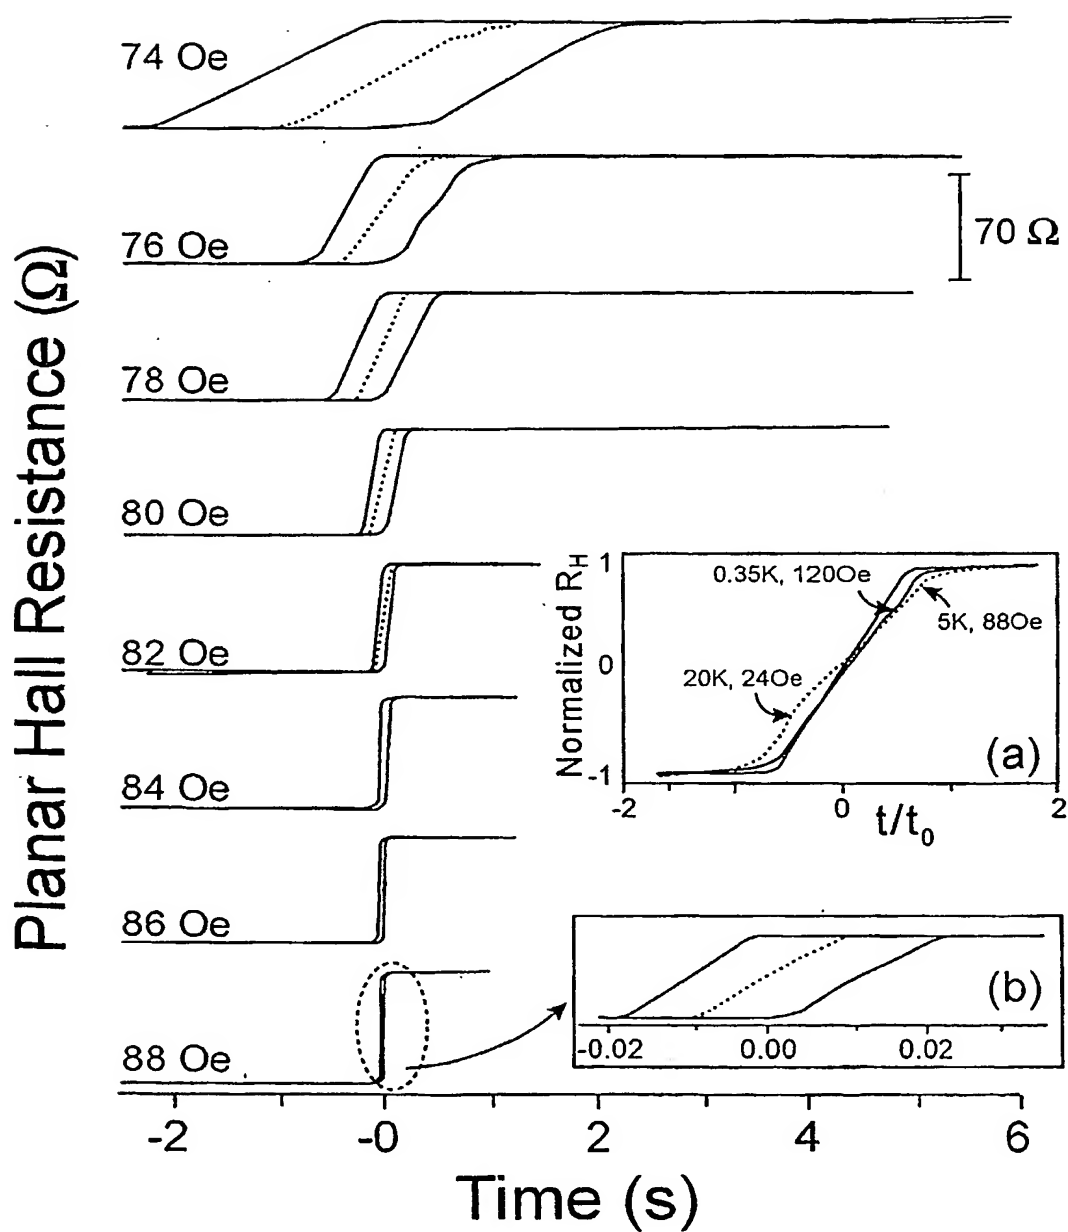 Planar Hall Resistance (Ω)
74 Oe
76 Oe
70 Ω
78 Oe
80 Oe
82 Oe
84 Oe
86 Oe
88 Oe
Normalized R_H
1
0
-1
0.35K, 120Oe
5K, 88Oe
20K, 24Oe
(a)
-2 0 2
t/t₀
(b)
-0.02 0.00 0.02
-2 -0 2 4 6
Time (s)